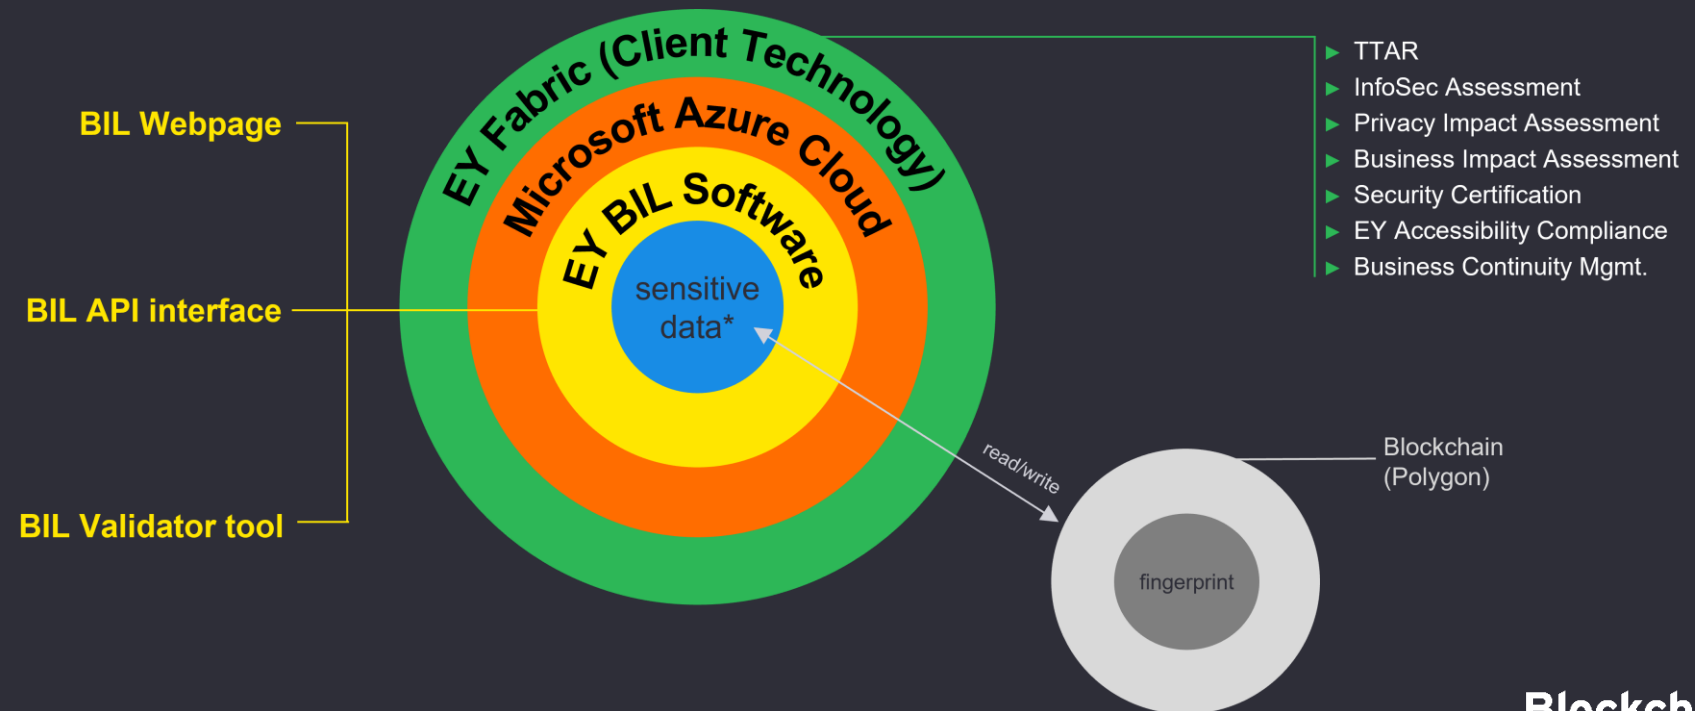 EY Fabric (Client Technology)
Microsoft Azure Cloud
EY BIL Software
sensitive
data*
BIL Webpage
BIL API interface
BIL Validator tool
TTAR
InfoSec Assessment
Privacy Impact Assessment
Business Impact Assessment
Security Certification
EY Accessibility Compliance
Business Continuity Mgmt.
read/write
Blockchain
(Polygon)
fingerprint